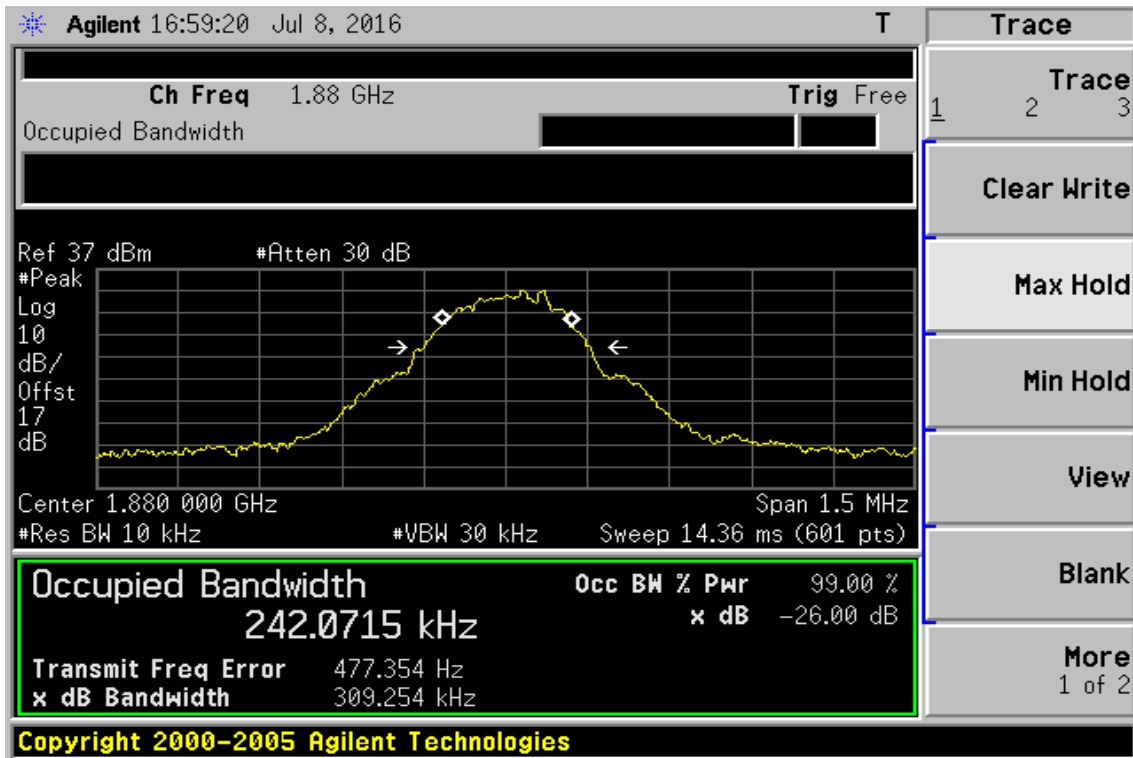 Agilent 16:59:20 Jul 8, 2016 T
Ch Freq 1.88 GHz Trig Free
Occupied Bandwidth
Ref 37 dBm #Atten 30 dB
#Peak
Log
10
dB/
Offst
17
dB
Center 1.880 000 GHz Span 1.5 MHz
#Res BW 10 kHz #VBW 30 kHz Sweep 14.36 ms (601 pts)
Occupied Bandwidth Occ BW % Pwr 99.00 %
242.0715 kHz x dB -26.00 dB
Transmit Freq Error 477.354 Hz
x dB Bandwidth 309.254 kHz
Copyright 2000-2005 Agilent Technologies
Trace
Trace
1 2 3
Clear Write
Max Hold
Min Hold
View
Blank
More
1 of 2